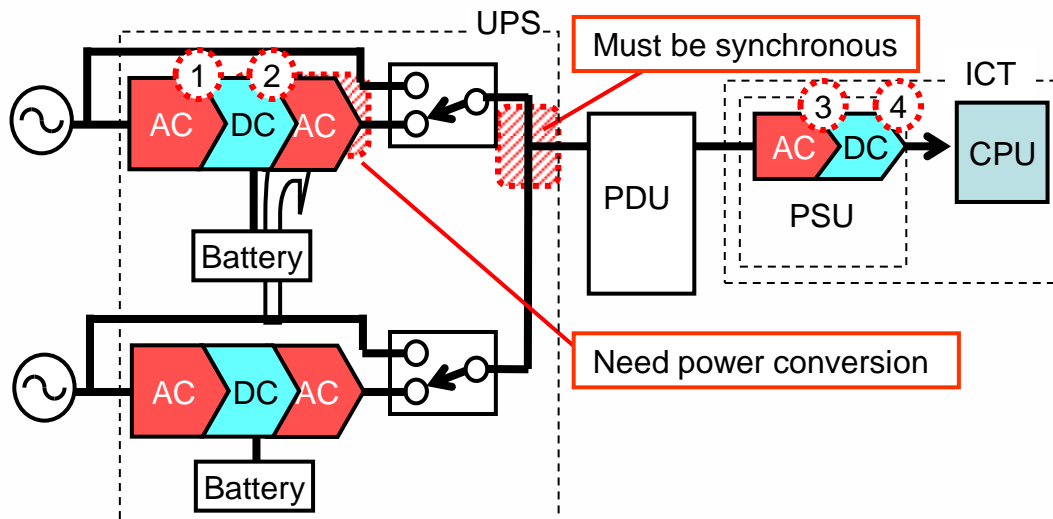 UPS
Must be synchronous
ICT
1
2
3
4
AC
DC
AC
AC
DC
CPU
PDU
PSU
Battery
Need power conversion
AC
DC
AC
Battery